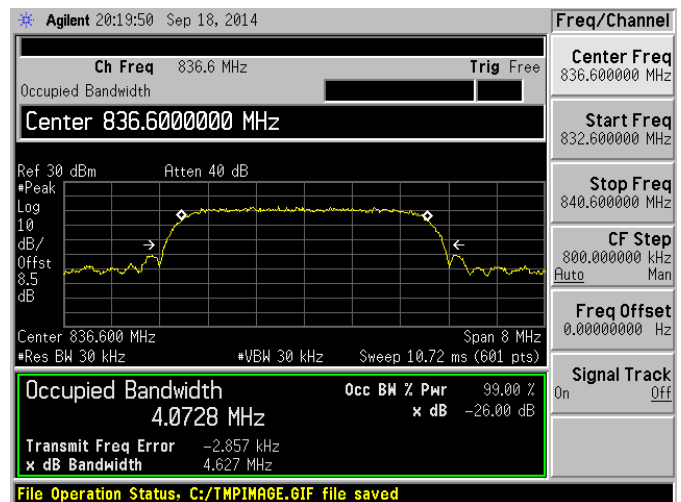 Agilent 20:19:50 Sep 18, 2014
Freq/Channel
Ch Freq 836.6 MHz Trig Free
Occupied Bandwidth
Center 836.6000000 MHz
Ref 30 dBm Atten 40 dB
#Peak
Log
10
dB/
Offst
8.5
dB
Center 836.600 MHz Span 8 MHz
#Res BW 30 kHz #VBW 30 kHz Sweep 10.72 ms (601 pts)
Occupied Bandwidth Occ BW % Pwr 99.00 %
4.0728 MHz x dB -26.00 dB
Transmit Freq Error -2.857 kHz
x dB Bandwidth 4.627 MHz
File Operation Status, C:/TMPIMAGE.GIF file saved
Center Freq
836.600000 MHz
Start Freq
832.600000 MHz
Stop Freq
840.600000 MHz
CF Step
800.000000 kHz
Auto Man
Freq Offset
0.00000000 Hz
Signal Track
On Off